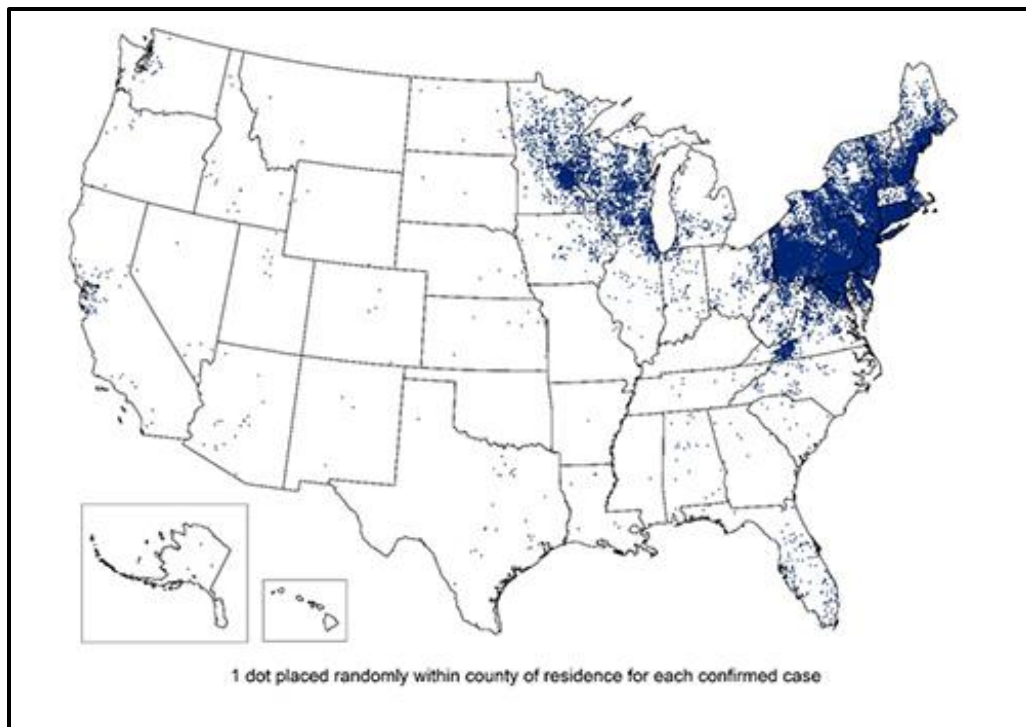 1 dot placed randomly within county of residence for each confirmed case